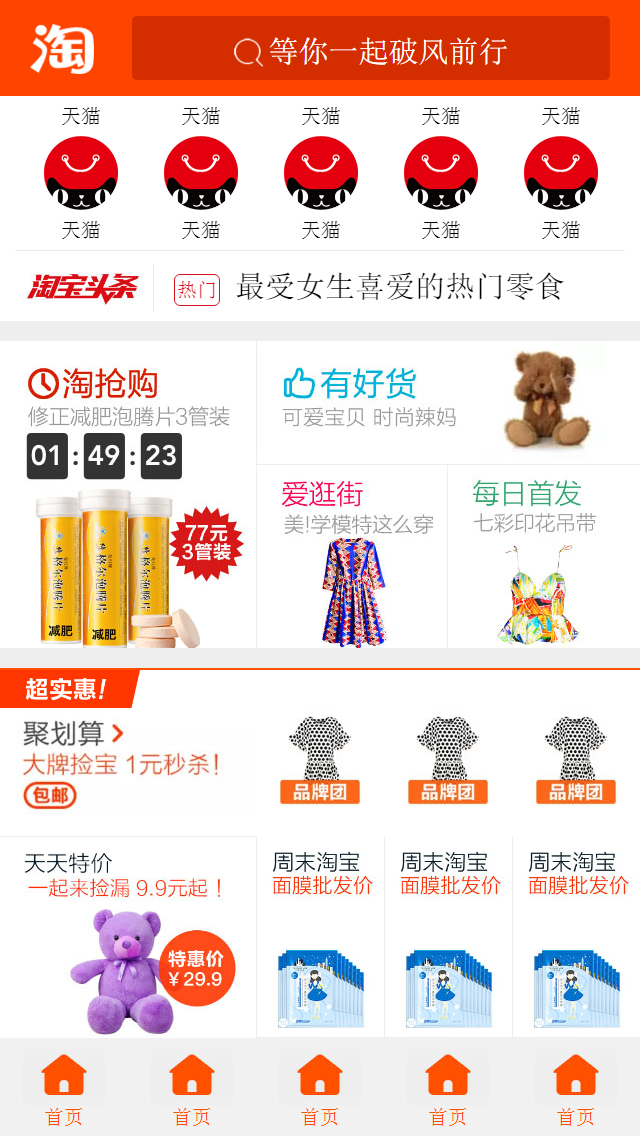 淘
等你一起破风前行
天猫 天猫 天猫 天猫 天猫
天猫 天猫 天猫 天猫 天猫
淘宝头条 热门 最受女生喜爱的热门零食
淘抢购
修正减肥泡腾片3管装
01:49:23
77元
3管装
格尔泡腾片
减肥
有好货
可爱宝贝 时尚辣妈
爱逛街
美!学模特这么穿
每日首发
七彩印花吊带
超实惠!
聚划算
大牌捡宝 1元秒杀!
包邮
品牌团 品牌团 品牌团
天天特价
一起来捡漏 9.9元起!
特惠价
¥29.9
周末淘宝 周末淘宝 周末淘宝
面膜批发价 面膜批发价 面膜批发价
首页 首页 首页 首页 首页